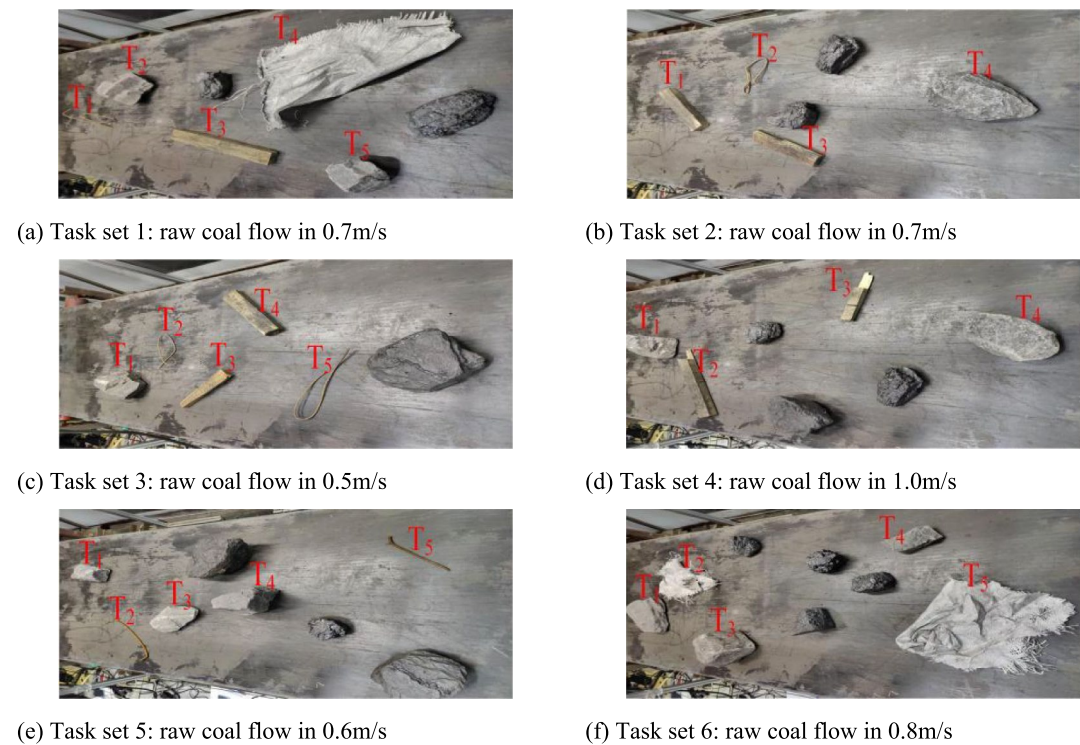 T4
T2
T1
T3
T5
T2
T1
T4
T3
(a) Task set 1: raw coal flow in 0.7m/s
(b) Task set 2: raw coal flow in 0.7m/s
T4
T2
T1
T3
T5
T3
T1
T4
T2
(c) Task set 3: raw coal flow in 0.5m/s
(d) Task set 4: raw coal flow in 1.0m/s
T5
T1
T4
T3
T2
T4
T2
T5
T1
T3
(e) Task set 5: raw coal flow in 0.6m/s
(f) Task set 6: raw coal flow in 0.8m/s